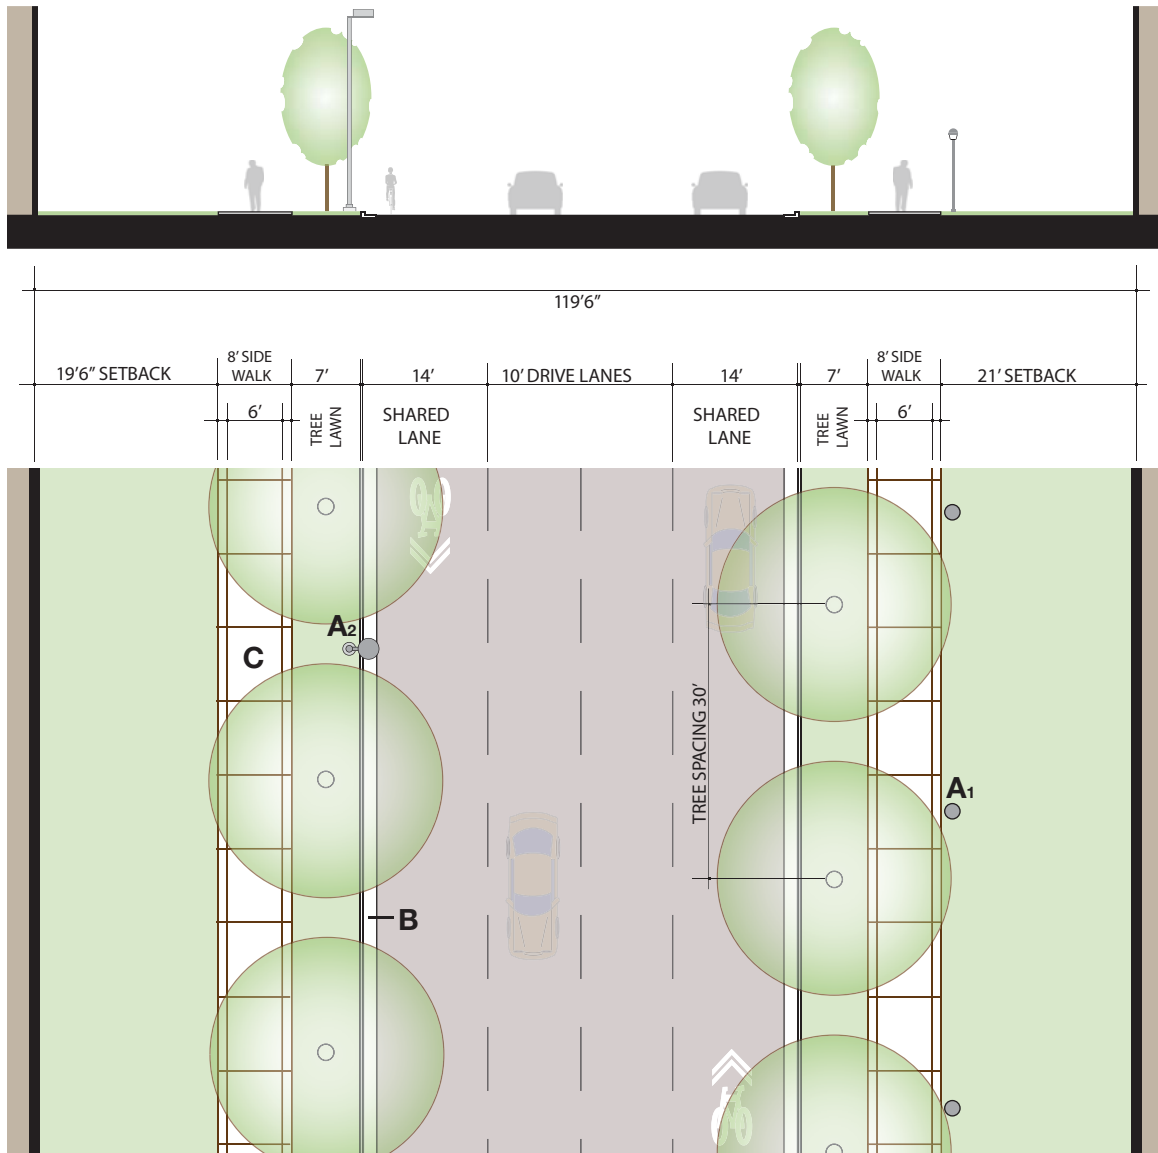 119’6”
19’6” SETBACK
8’ SIDE
WALK
7’
14’
10’ DRIVE LANES
14’
7’
8’ SIDE
WALK
21’ SETBACK
6’
TREE
LAWN
SHARED
LANE
SHARED
LANE
TREE
LAWN
6’
A2
C
TREE SPACING 30’
A1
B